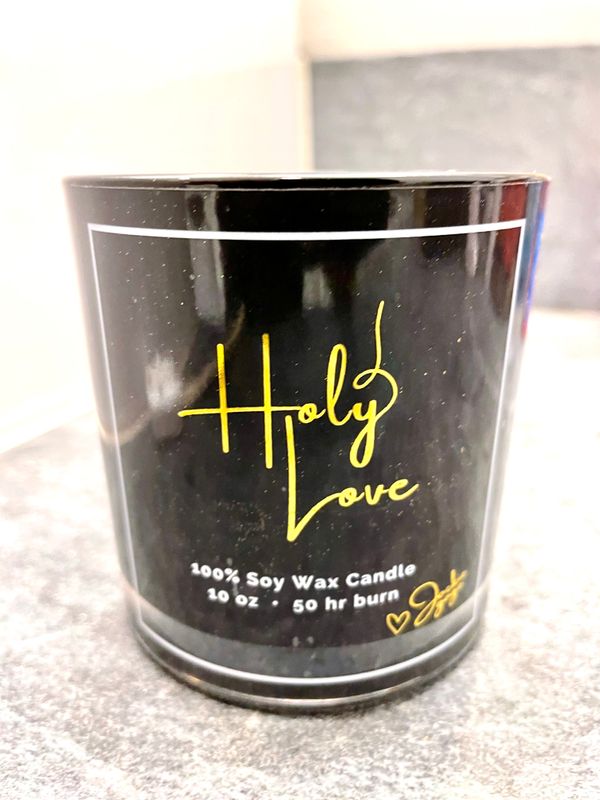 Holy
Love
100% Soy Wax Candle
10 oz • 50 hr burn